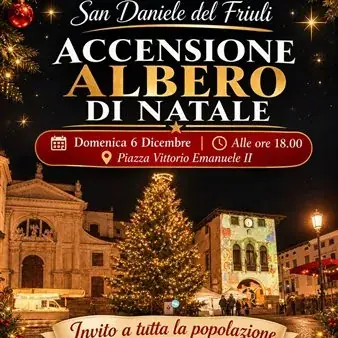 San Daniele del Friuli
ACCENSIONE
ALBERO
DI NATALE
Domenica 6 Dicembre | Alle ore 18.00
Piazza Vittorio Emanuele II
Invito a tutta la popolazione